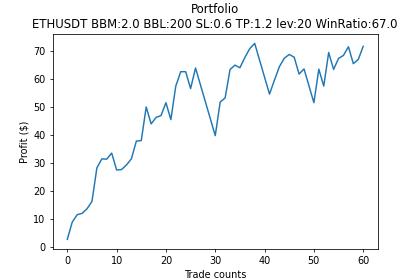 Portfolio
ETHUSDT BBM:2.0 BBL:200 SL:0.6 TP:1.2 lev:20 WinRatio:67.0
70
60
50
40
30
20
10
0
Profit ($)
0 10 20 30 40 50 60
Trade counts